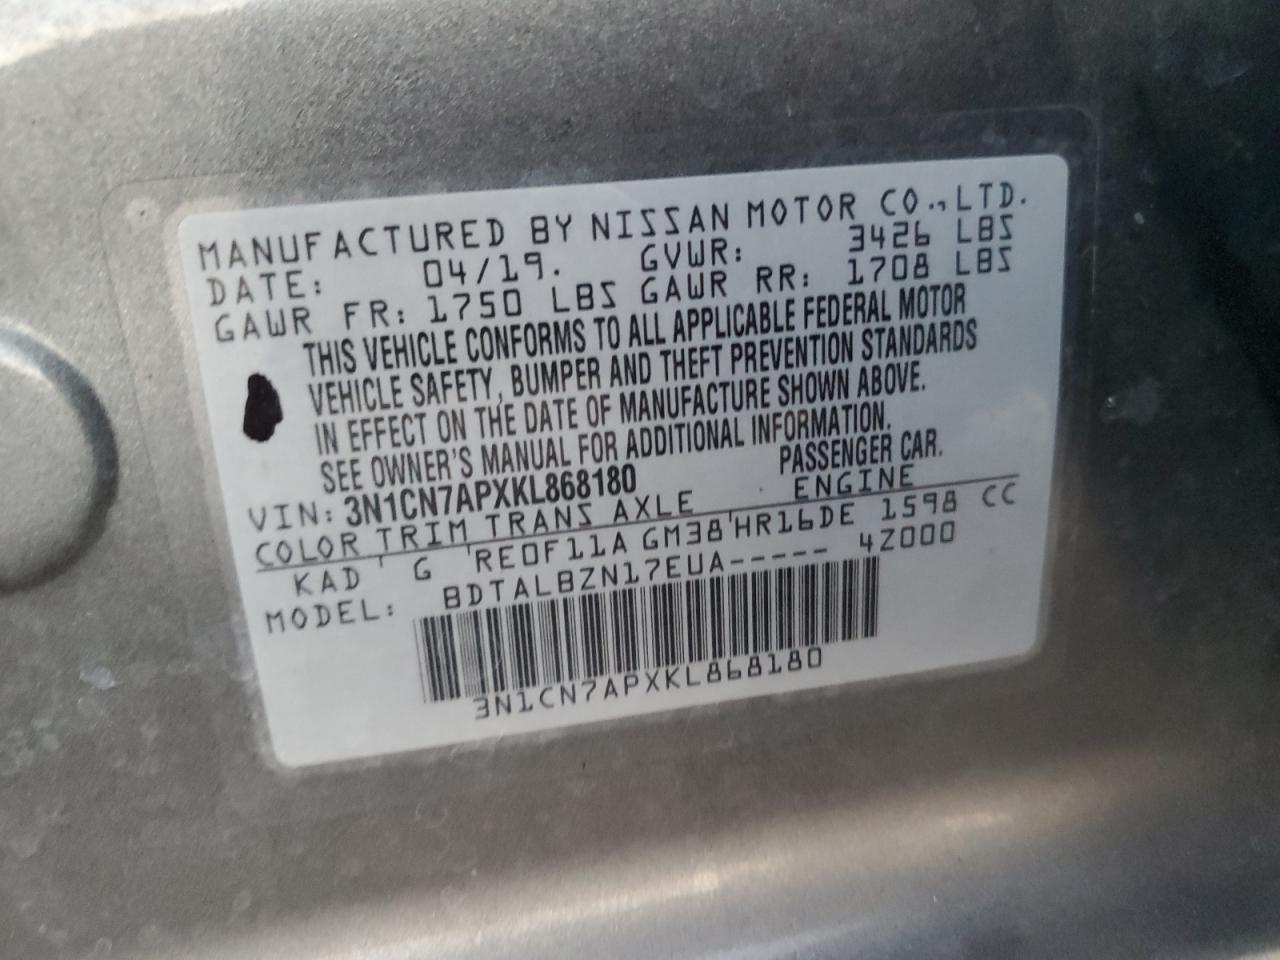 MANUFACTURED BY NISSAN MOTOR CO., LTD.
DATE: 04/19. GVWR: 3426 LBS
GAWR FR: 1750 LBS GAWR RR: 1708 LBS
THIS VEHICLE CONFORMS TO ALL APPLICABLE FEDERAL MOTOR
VEHICLE SAFETY, BUMPER AND THEFT PREVENTION STANDARDS
IN EFFECT ON THE DATE OF MANUFACTURE SHOWN ABOVE.
SEE OWNER'S MANUAL FOR ADDITIONAL INFORMATION.
VIN: 3N1CN7APXKL868180 PASSENGER CAR.
COLOR TRIM TRANS AXLE ENGINE
KAD G RE0F11A GM38 HR16DE 1598 CC
MODEL: BDTALBZN17EUA----- 4Z000
3N1CN7APXKL868180